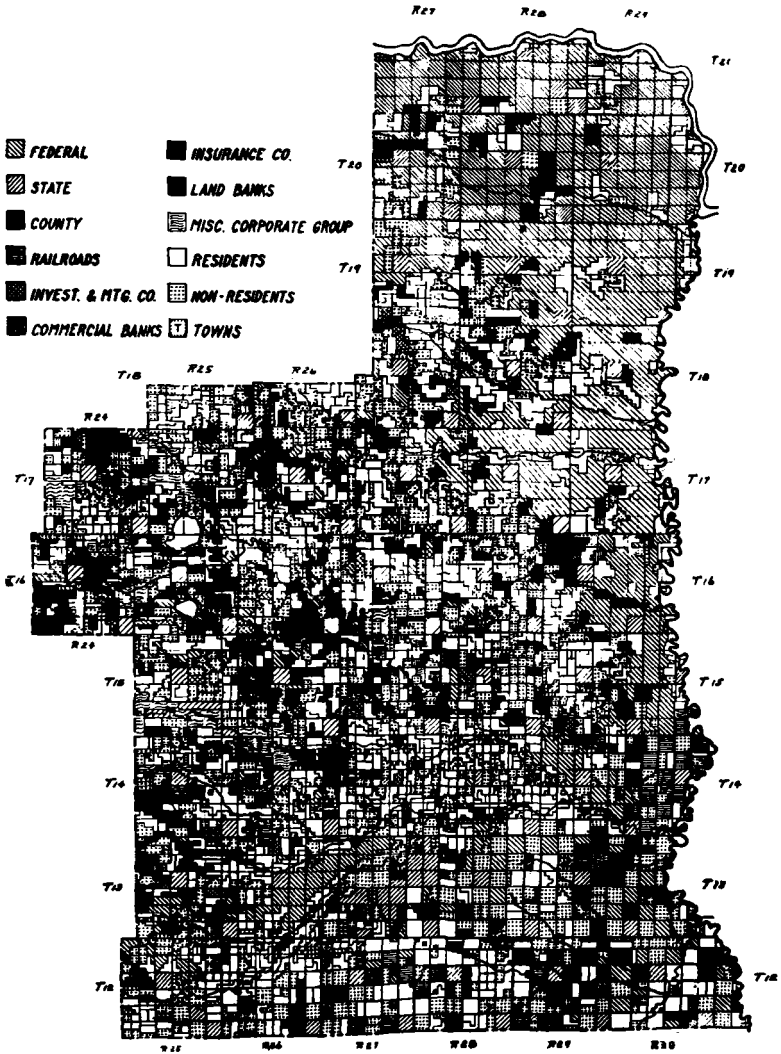 R27 R28 R29
T21
FEDERAL
STATE
COUNTY
RAILROADS
INVEST. & MTG. CO.
COMMERCIAL BANKS
INSURANCE CO.
LAND BANKS
MISC. CORPORATE GROUP
RESIDENTS
NON-RESIDENTS
T TOWNS
T20 T20
T19 T19
T18 R25 R26 T18
R24
T17 T17
T16 T16
R24
T15 T15
T14 T14
T13 T13
T12 T12
R25 R26 R27 R28 R29 R30